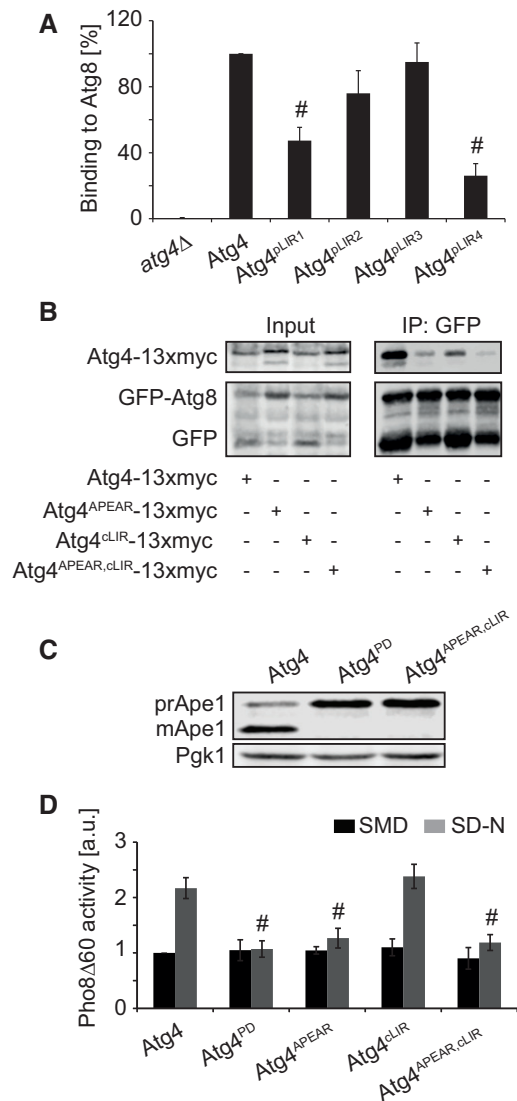 A
Binding to Atg8 [%]
120
80
40
0
#
#
atg4Δ
Atg4
Atg4pLIR1
Atg4pLIR2
Atg4pLIR3
Atg4pLIR4
B
Input
IP: GFP
Atg4-13xmyc
GFP-Atg8
GFP
Atg4-13xmyc + - - - + - - -
Atg4APEAR-13xmyc - + - - - + - -
Atg4cLIR-13xmyc - - + - - - + -
Atg4APEAR,cLIR-13xmyc - - - + - - - +
C
Atg4
Atg4PD
Atg4APEAR,cLIR
prApe1
mApe1
Pgk1
D
Pho8Δ60 activity [a.u.]
3
2
1
0
SMD
SD-N
#
#
#
Atg4
Atg4PD
Atg4APEAR
Atg4cLIR
Atg4APEAR,cLIR